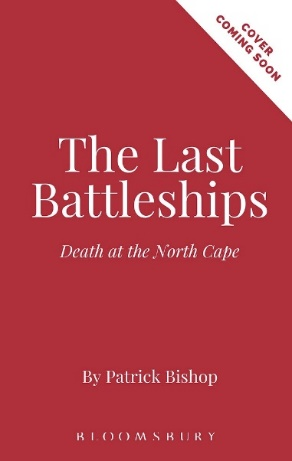 COVER
COMING SOON
The Last
Battleships
Death at the North Cape
By Patrick Bishop
BLOOMSBURY